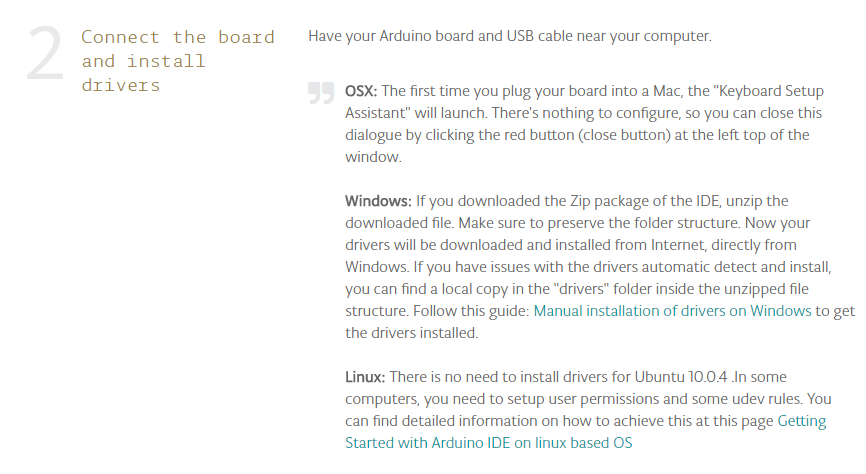 2
Connect the board
and install
drivers
Have your Arduino board and USB cable near your computer.
OSX: The first time you plug your board into a Mac, the "Keyboard Setup
Assistant" will launch. There's nothing to configure, so you can close this
dialogue by clicking the red button (close button) at the left top of the
window.
Windows: If you downloaded the Zip package of the IDE, unzip the
downloaded file. Make sure to preserve the folder structure. Now your
drivers will be downloaded and installed from Internet, directly from
Windows. If you have issues with the drivers automatic detect and install,
you can find a local copy in the "drivers" folder inside the unzipped file
structure. Follow this guide: Manual installation of drivers on Windows to get
the drivers installed.
Linux: There is no need to install drivers for Ubuntu 10.0.4 .In some
computers, you need to setup user permissions and some udev rules. You
can find detailed information on how to achieve this at this page Getting
Started with Arduino IDE on linux based OS